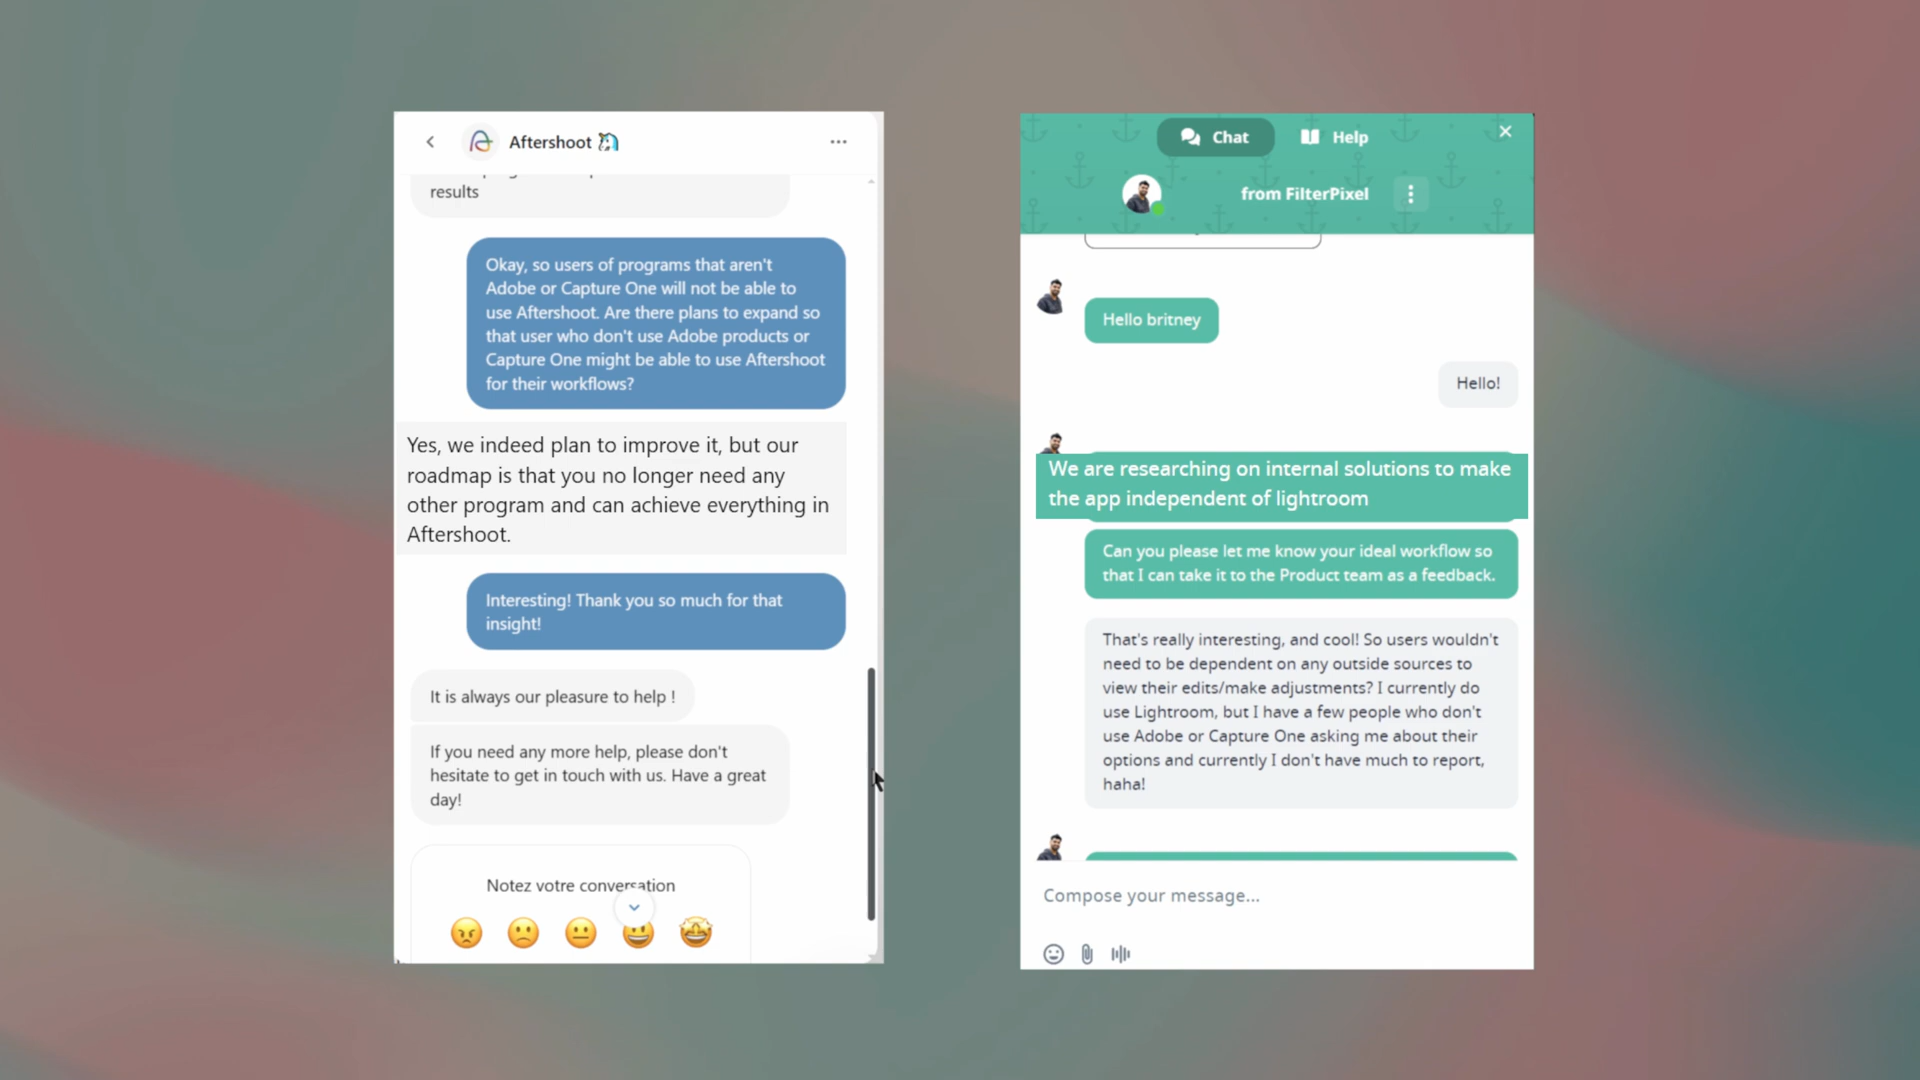 Aftershoot
results
Okay, so users of programs that aren't
Adobe or Capture One will not be able to
use Aftershoot. Are there plans to expand so
that user who don't use Adobe products or
Capture One might be able to use Aftershoot
for their workflows?
Yes, we indeed plan to improve it, but our
roadmap is that you no longer need any
other program and can achieve everything in
Aftershoot.
Interesting! Thank you so much for that
insight!
It is always our pleasure to help !
If you need any more help, please don't
hesitate to get in touch with us. Have a great
day!
Notez votre conversation
Chat
Help
from FilterPixel
Hello britney
Hello!
We are researching on internal solutions to make
the app independent of lightroom
Can you please let me know your ideal workflow so
that I can take it to the Product team as a feedback.
That's really interesting, and cool! So users wouldn't
need to be dependent on any outside sources to
view their edits/make adjustments? I currently do
use Lightroom, but I have a few people who don't
use Adobe or Capture One asking me about their
options and currently I don't have much to report,
haha!
Compose your message...